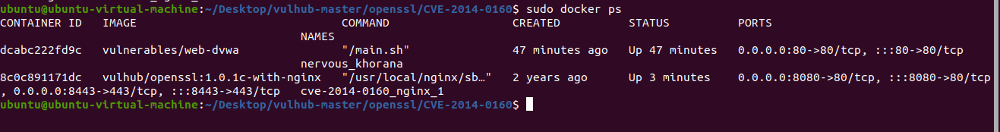 ubuntu@ubuntu-virtual-machine:~/Desktop/vulhub-master/openssl/CVE-2014-0160$ sudo docker ps
CONTAINER ID   IMAGE                               COMMAND                  CREATED          STATUS          PORTS
                                                   NAMES
dcabc222fd9c   vulnerables/web-dvwa                "/main.sh"               47 minutes ago   Up 47 minutes   0.0.0.0:80->80/tcp, :::80->80/tcp
                                                   nervous_khorana
8c0c891171dc   vulhub/openssl:1.0.1c-with-nginx   "/usr/local/nginx/sb…"   2 years ago      Up 3 minutes    0.0.0.0:8080->80/tcp, :::8080->80/tcp
, 0.0.0.0:8443->443/tcp, :::8443->443/tcp   cve-2014-0160_nginx_1
ubuntu@ubuntu-virtual-machine:~/Desktop/vulhub-master/openssl/CVE-2014-0160$